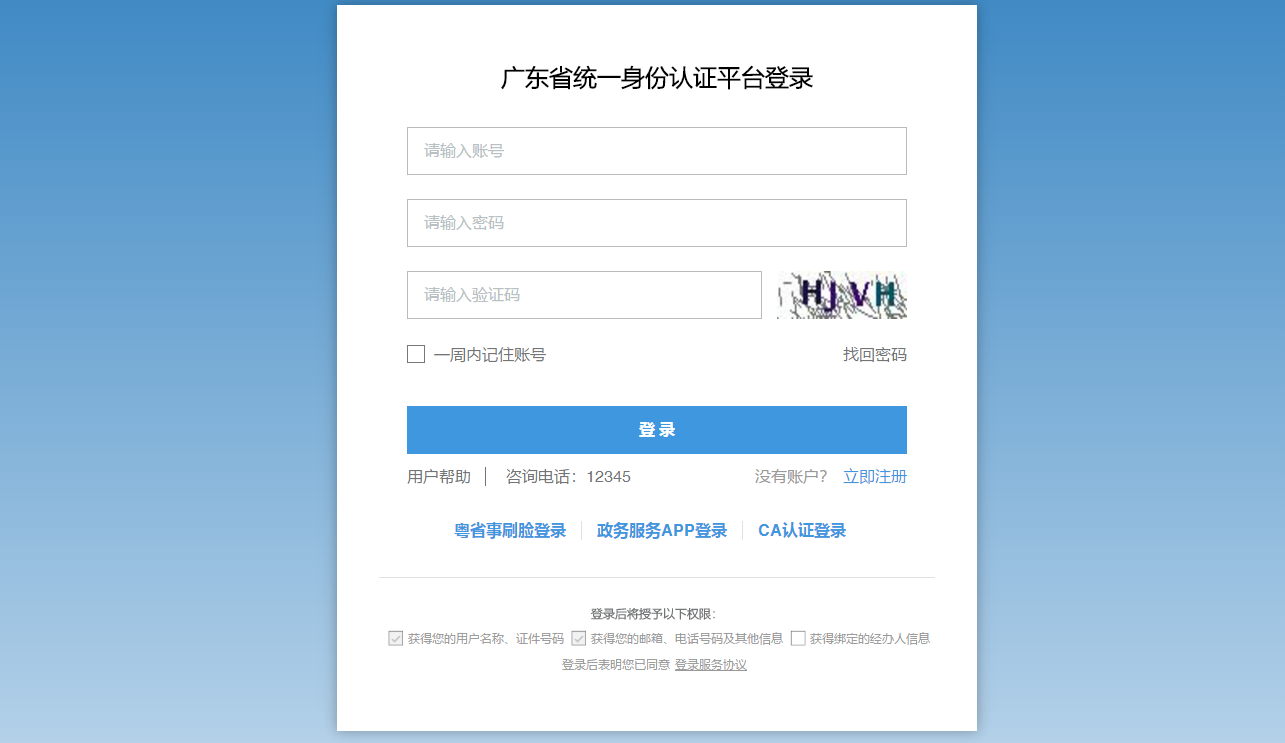 广东省统一身份认证平台登录
请输入账号
请输入密码
请输入验证码 HJVH
一周内记住账号 找回密码
登录
用户帮助 咨询电话：12345 没有账户？ 立即注册
粤省事刷脸登录 政务服务APP登录 CA认证登录
登录后将授予以下权限：
获得您的用户名称、证件号码 获得您的邮箱、电话号码及其他信息 获得绑定的经办人信息
登录后表明您已同意 登录服务协议